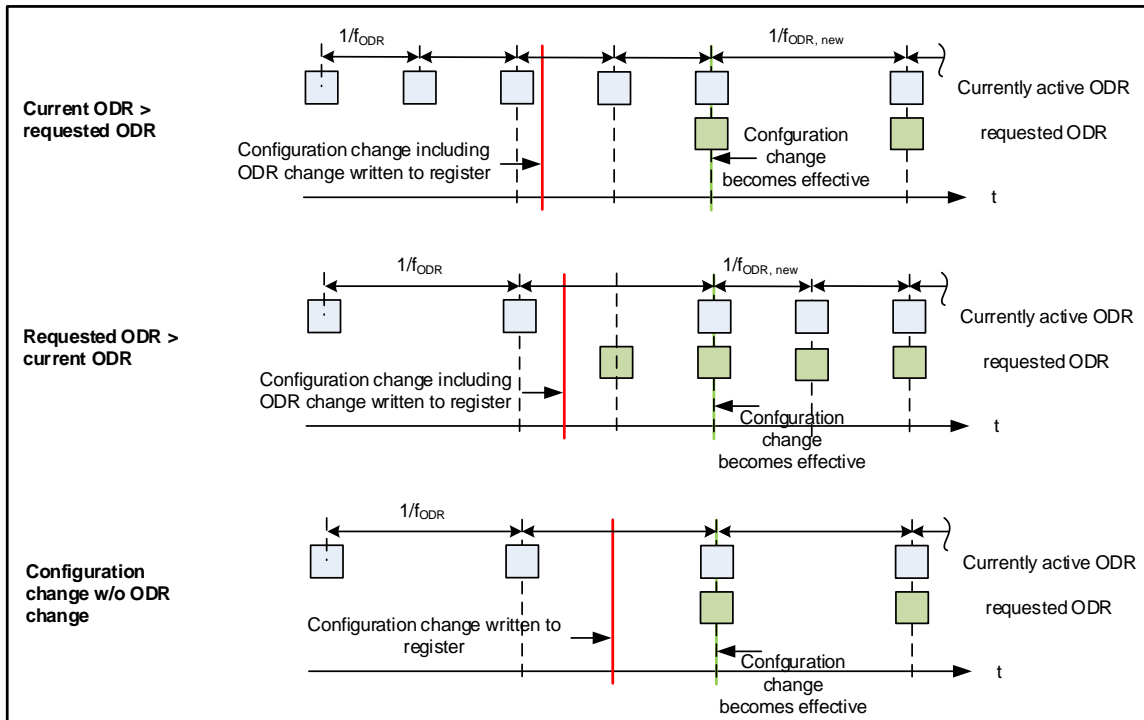 1/fODR
1/fODR, new
Current ODR >
requested ODR
Currently active ODR
requested ODR
Configuration change including
ODR change written to register
Confguration
change
becomes effective
t
1/fODR
1/fODR, new
Requested ODR >
current ODR
Currently active ODR
requested ODR
Configuration change including
ODR change written to register
Confguration
change
becomes effective
t
1/fODR
Configuration
change w/o ODR
change
Currently active ODR
requested ODR
Configuration change written to
register
Confguration
change
becomes effective
t